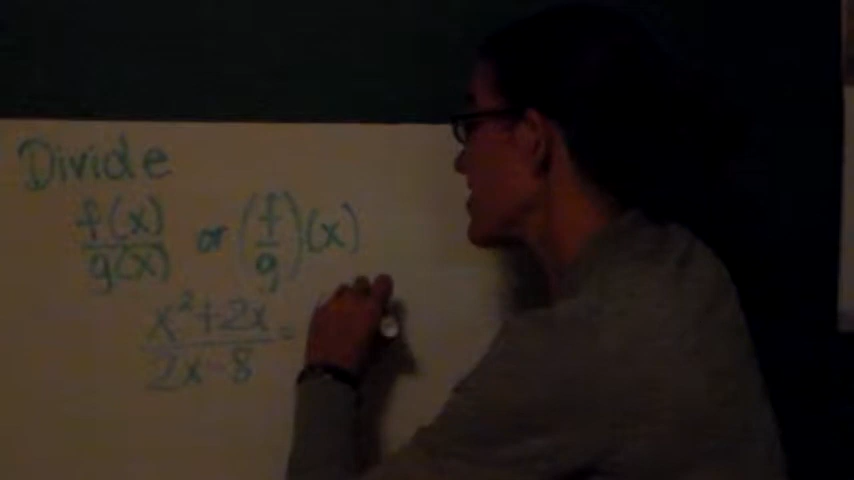 Divide
f(x)/g(x) or (f/g)(x)
x²+2x/2x-8 =